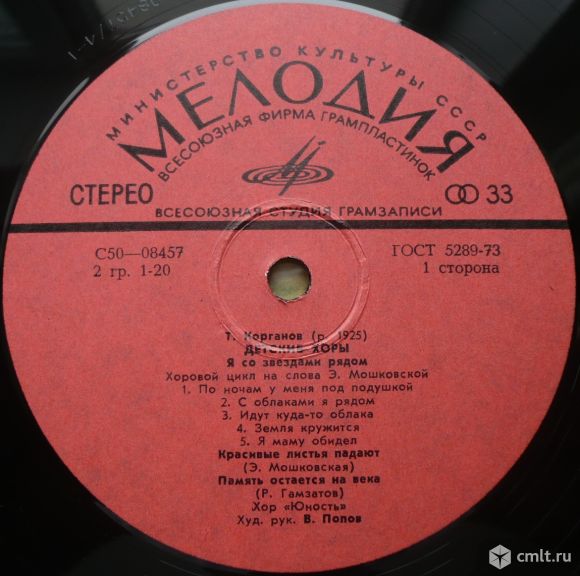 МИНИСТЕРСТВО КУЛЬТУРЫ СССР
МЕЛОДИЯ
ВСЕСОЮЗНАЯ ФИРМА ГРАМПЛАСТИНОК
СТЕРЕО
33
ВСЕСОЮЗНАЯ СТУДИЯ ГРАМЗАПИСИ
С50—08457
ГОСТ 5289-73
2 гр. 1-20
1 сторона
Т. Корганов (р. 1925)
ДЕТСКИЕ ХОРЫ
Я со звездами рядом
Хоровой цикл на слова Э. Мошковской
1. По ночам у меня под подушкой
2. С облаками я рядом
3. Идут куда-то облака
4. Земля кружится
5. Я маму обидел
Красивые листья падают
(Э. Мошковская)
Память остается на века
(Р. Гамзатов)
Хор «Юность»
Худ. рук. В. Попов
cmlt.ru